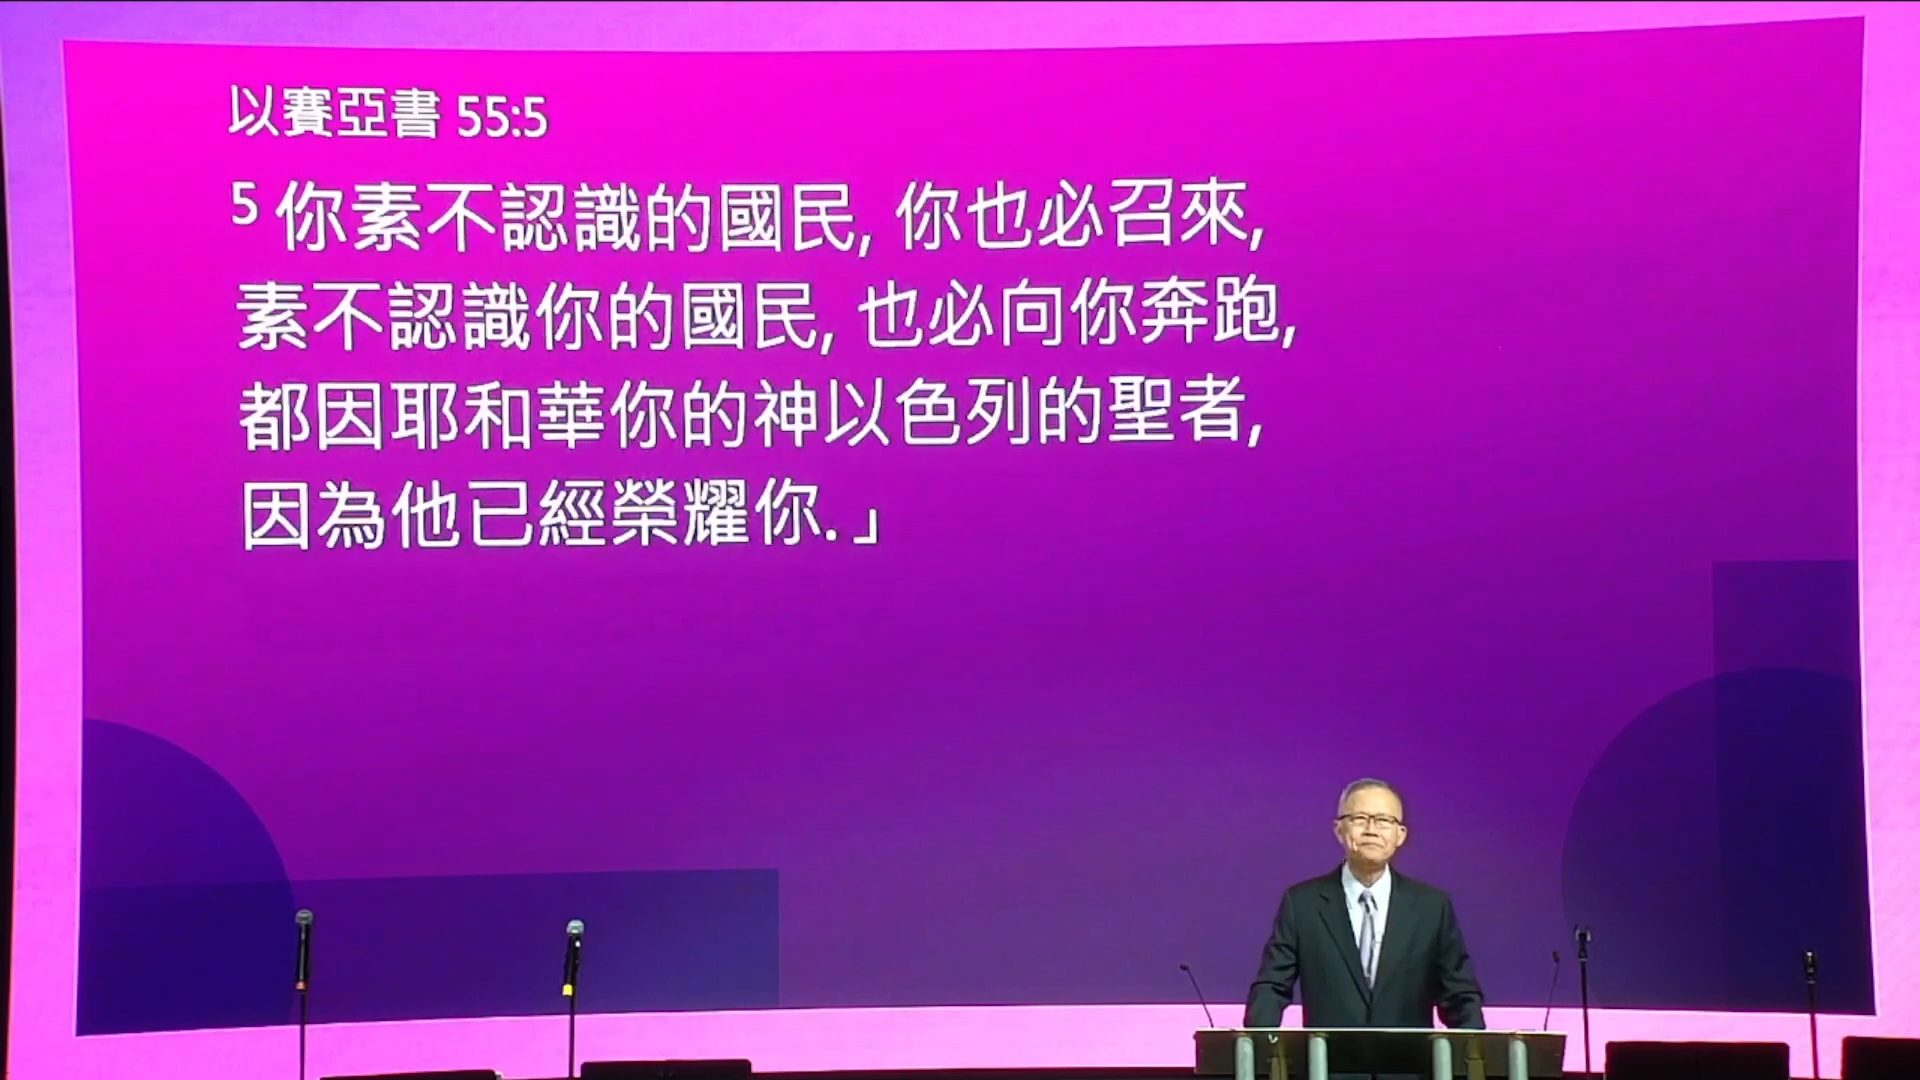 以賽亞書 55:5
5 你素不認識的國民, 你也必召來,
素不認識你的國民, 也必向你奔跑,
都因耶和華你的神以色列的聖者,
因為他已經榮耀你.」